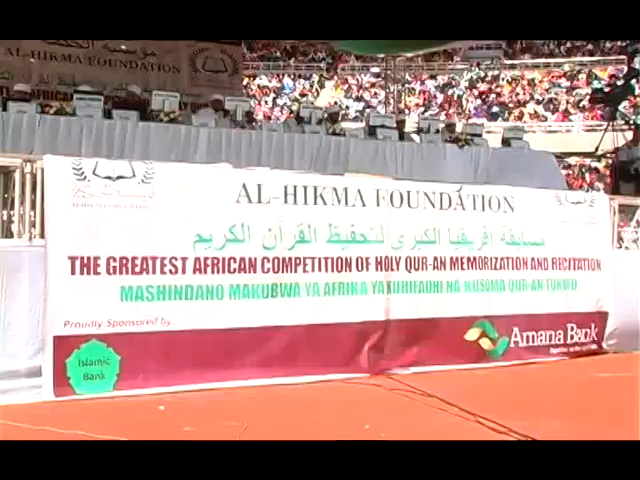 AL-HIKMA FOUNDATION
AL-HIKMA FOUNDATION
مسابقة إفريقيا الكبرى لتحفيظ القرآن الكريم
THE GREATEST AFRICAN COMPETITION OF HOLY QUR-AN MEMORIZATION AND RECITATION
MASHINDANO MAKUBWA YA AFRIKA YA KUHIFADHI NA KUSOMA QUR-AN TUKUFU
Proudly Sponsored by
Islamic
Bank
Amana Bank